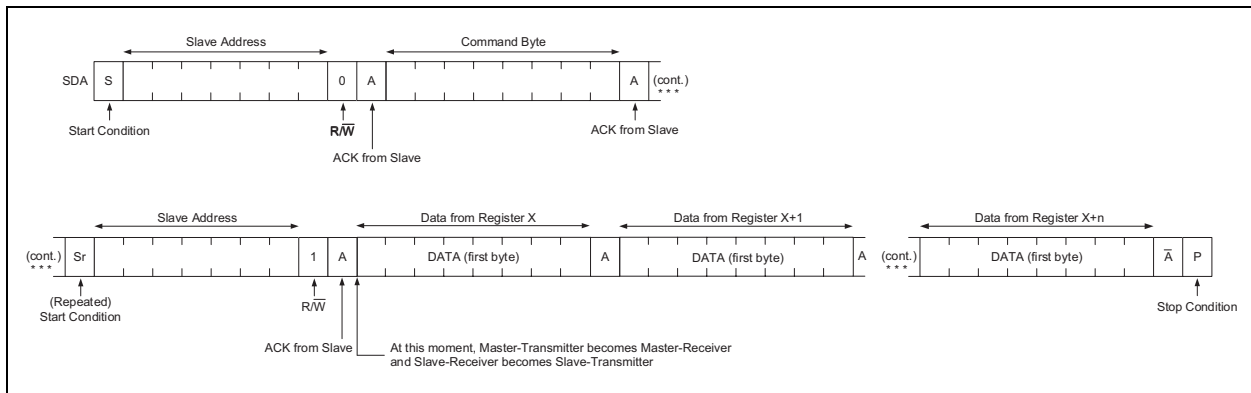 Slave Address
Command Byte
SDA S 0 A A (cont.)
* * *
Start Condition
R/W̅
ACK from Slave
ACK from Slave
Slave Address
Data from Register X
Data from Register X+1
Data from Register X+n
(cont.)
* * *
Sr 1 A DATA (first byte) A DATA (first byte) A
(cont.)
* * *
DATA (first byte) A̅ P
(Repeated)
Start Condition
R/W̅
Stop Condition
ACK from Slave
At this moment, Master-Transmitter becomes Master-Receiver
and Slave-Receiver becomes Slave-Transmitter